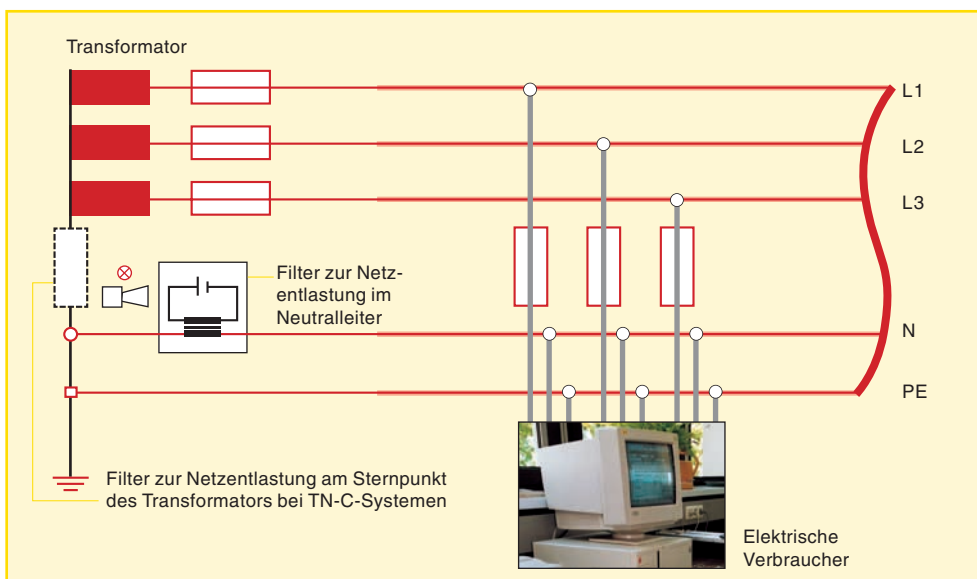 Transformator
L1
L2
L3
Filter zur Netz-
entlastung im
Neutralleiter
N
PE
Filter zur Netzentlastung am Sternpunkt
des Transformators bei TN-C-Systemen
Elektrische
Verbraucher